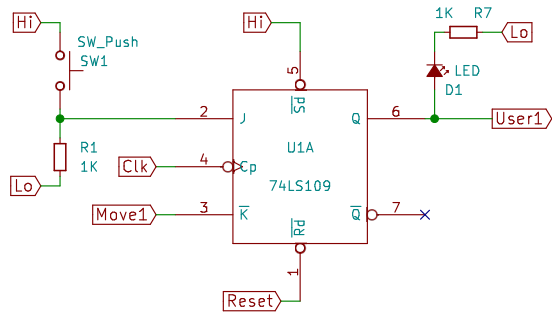 Hi
SW_Push
SW1
R1
1K
Lo
Hi
5
PS
2
J
Q
6
4
Clk
Cp
U1A
74LS109
3
Move1
K
Q
7
Rd
1
Reset
1K R7
Lo
LED
D1
User1